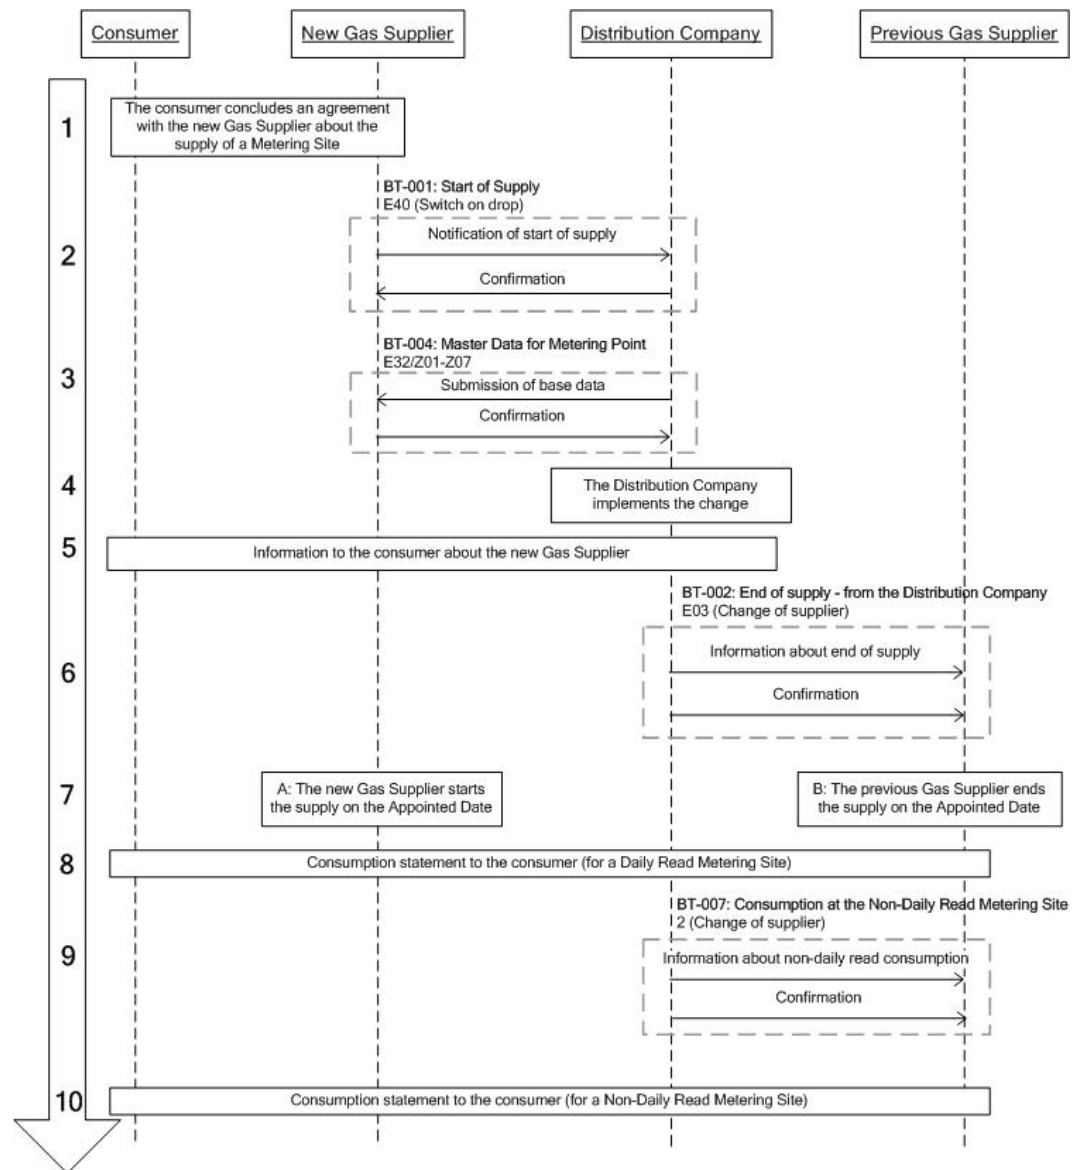 Consumer
New Gas Supplier
Distribution Company
Previous Gas Supplier
1
The consumer concludes an agreement
with the new Gas Supplier about the
supply of a Metering Site
BT-001: Start of Supply
E40 (Switch on drop)
2
Notification of start of supply
Confirmation
BT-004: Master Data for Metering Point
E32/Z01-Z07
3
Submission of base data
Confirmation
4
The Distribution Company
implements the change
5
Information to the consumer about the new Gas Supplier
BT-002: End of supply - from the Distribution Company
E03 (Change of supplier)
6
Information about end of supply
Confirmation
7
A: The new Gas Supplier starts
the supply on the Appointed Date
B: The previous Gas Supplier ends
the supply on the Appointed Date
8
Consumption statement to the consumer (for a Daily Read Metering Site)
BT-007: Consumption at the Non-Daily Read Metering Site
2 (Change of supplier)
9
Information about non-daily read consumption
Confirmation
10
Consumption statement to the consumer (for a Non-Daily Read Metering Site)